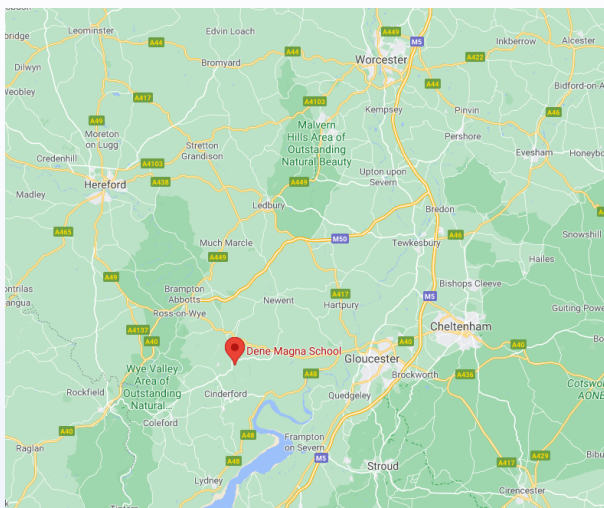 Leominster
Edvin Loach
A449
M5
Inkberrow
Alcester
A44
Worcester
A422
Dilwyn
Bromyard
A44
Weobley
A417
A44
Bidford-on-A
A49
A4103
Kempsey
Pinvin
A46
Moreton
on Lugg
Stretton
Grandison
Malvern
Hills Area of
Outstanding
Natural Beauty
Pershore
Credenhill
A4103
Evesham
Honeybo
Hereford
A438
A449
Upton upon
Severn
Madley
Ledbury
Bredon
A465
Much Marcle
M50
A46
Tewkesbury
Snowshill
A449
Hailes
A49
Brampton
Abbotts
A417
M5
Bishops Cleeve
Newent
Hartpury
Ross-on-Wye
Guiting Power
A4137
A40
Cheltenham
A40
A40
Dene Magna School
Gloucester
Wye Valley
Area of
Outstanding
Natural...
A48
Brockworth
A436
Cotswo
AONE
Rockfield
Cinderford
Quedgeley
Coleford
A40
A48
Frampton
on Severn
Raglan
A48
M5
A429
Stroud
A417
Bibu
Lydney
Cirencester